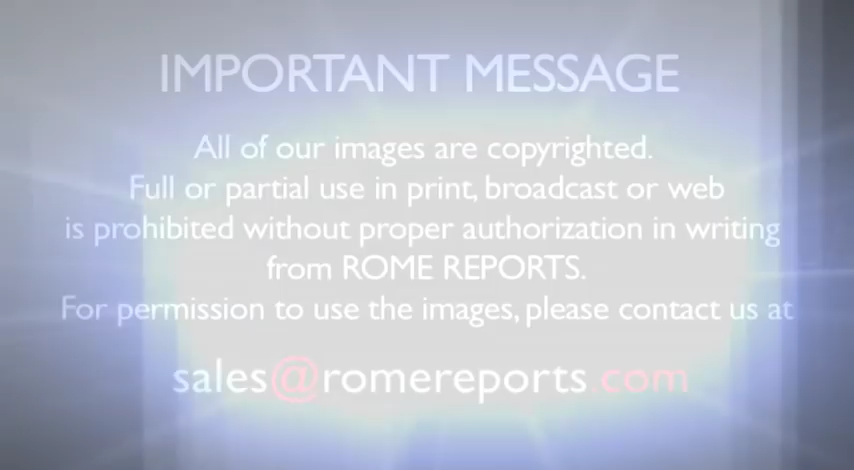 IMPORTANT MESSAGE
All of our images are copyrighted.
Full or partial use in print, broadcast or web
is prohibited without proper authorization in writing
from ROME REPORTS.
For permission to use the images, please contact us at
sales@romereports.com